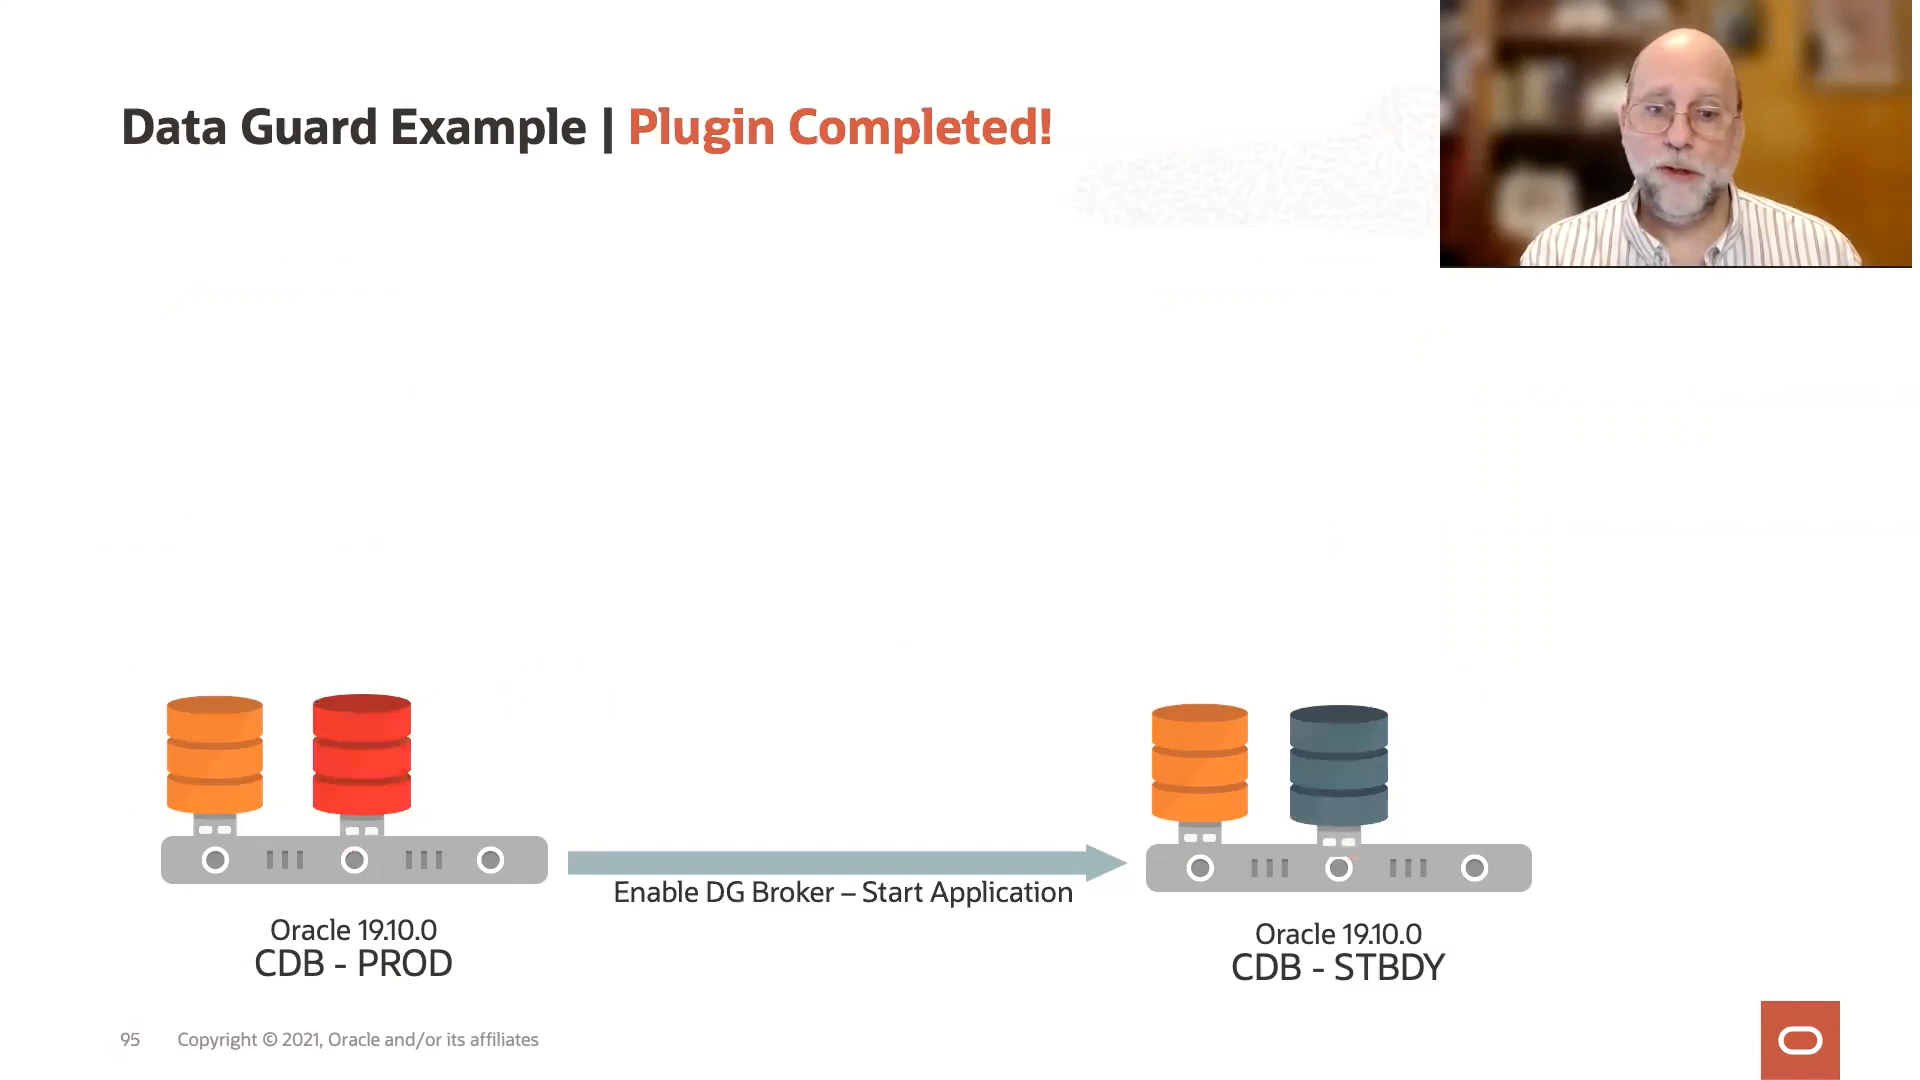 Data Guard Example | Plugin Completed!
Enable DG Broker – Start Application
Oracle 19.10.0
CDB - PROD
Oracle 19.10.0
CDB - STBDY
95 Copyright © 2021, Oracle and/or its affiliates